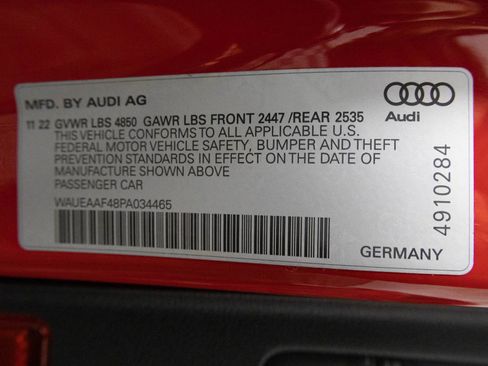 MFD. BY AUDI AG
11 22 GVWR LBS 4850 GAWR LBS FRONT 2447 /REAR 2535
THIS VEHICLE CONFORMS TO ALL APPLICABLE U.S.
FEDERAL MOTOR VEHICLE SAFETY, BUMPER AND THEFT
PREVENTION STANDARDS IN EFFECT ON THE DATE OF
MANUFACTURE SHOWN ABOVE
PASSENGER CAR
WAUEAAF48PA034465
Audi
4910284
GERMANY